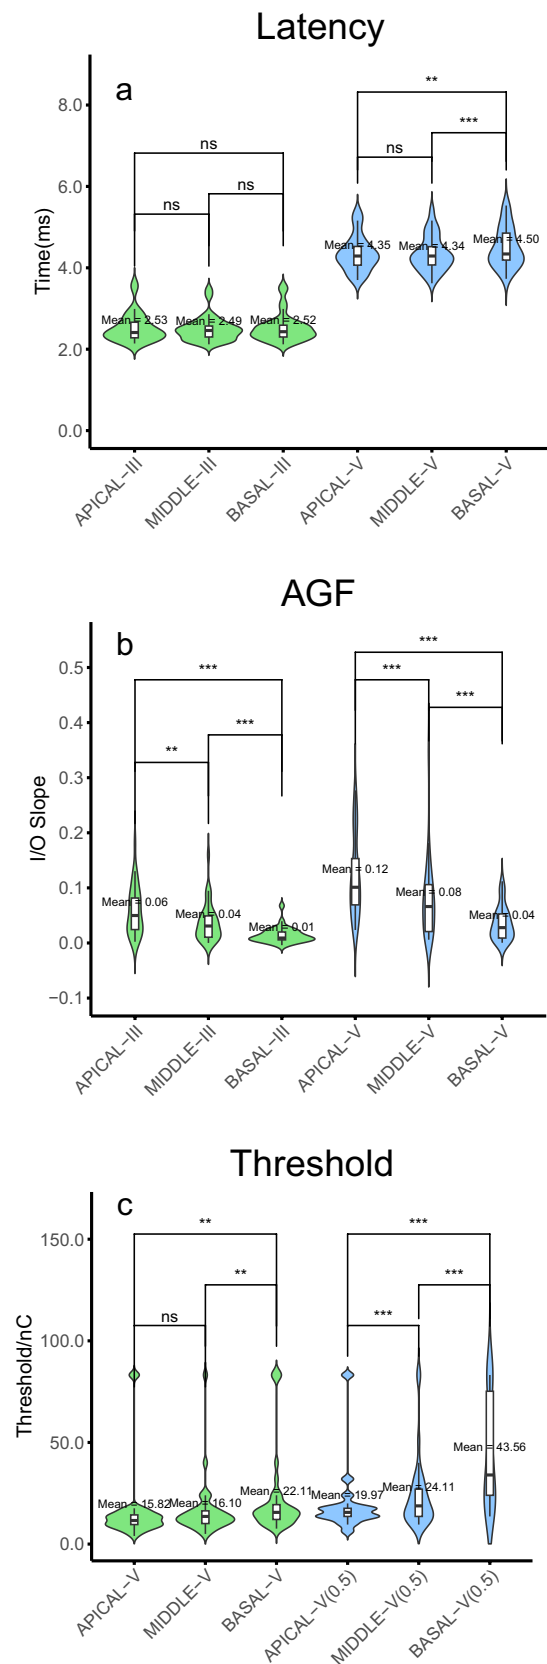 Latency
a
**
***
ns
ns
ns
ns
8.0
6.0
4.0
2.0
0.0
Time(ms)
Mean = 2.53
Mean = 2.49
Mean = 2.52
Mean = 4.35
Mean = 4.34
Mean = 4.50
APICAL−III
MIDDLE−III
BASAL−III
APICAL−V
MIDDLE−V
BASAL−V
AGF
b
***
***
***
***
***
**
0.5
0.4
0.3
0.2
0.1
0.0
−0.1
I/O Slope
Mean = 0.06
Mean = 0.04
Mean = 0.01
Mean = 0.12
Mean = 0.08
Mean = 0.04
APICAL−III
MIDDLE−III
BASAL−III
APICAL−V
MIDDLE−V
BASAL−V
Threshold
c
**
***
**
***
ns
***
150.0
100.0
50.0
0.0
Threshold/nC
Mean = 15.82
Mean = 16.10
Mean = 22.11
Mean = 19.97
Mean = 24.11
Mean = 43.56
APICAL−V
MIDDLE−V
BASAL−V
APICAL−V(0.5)
MIDDLE−V(0.5)
BASAL−V(0.5)